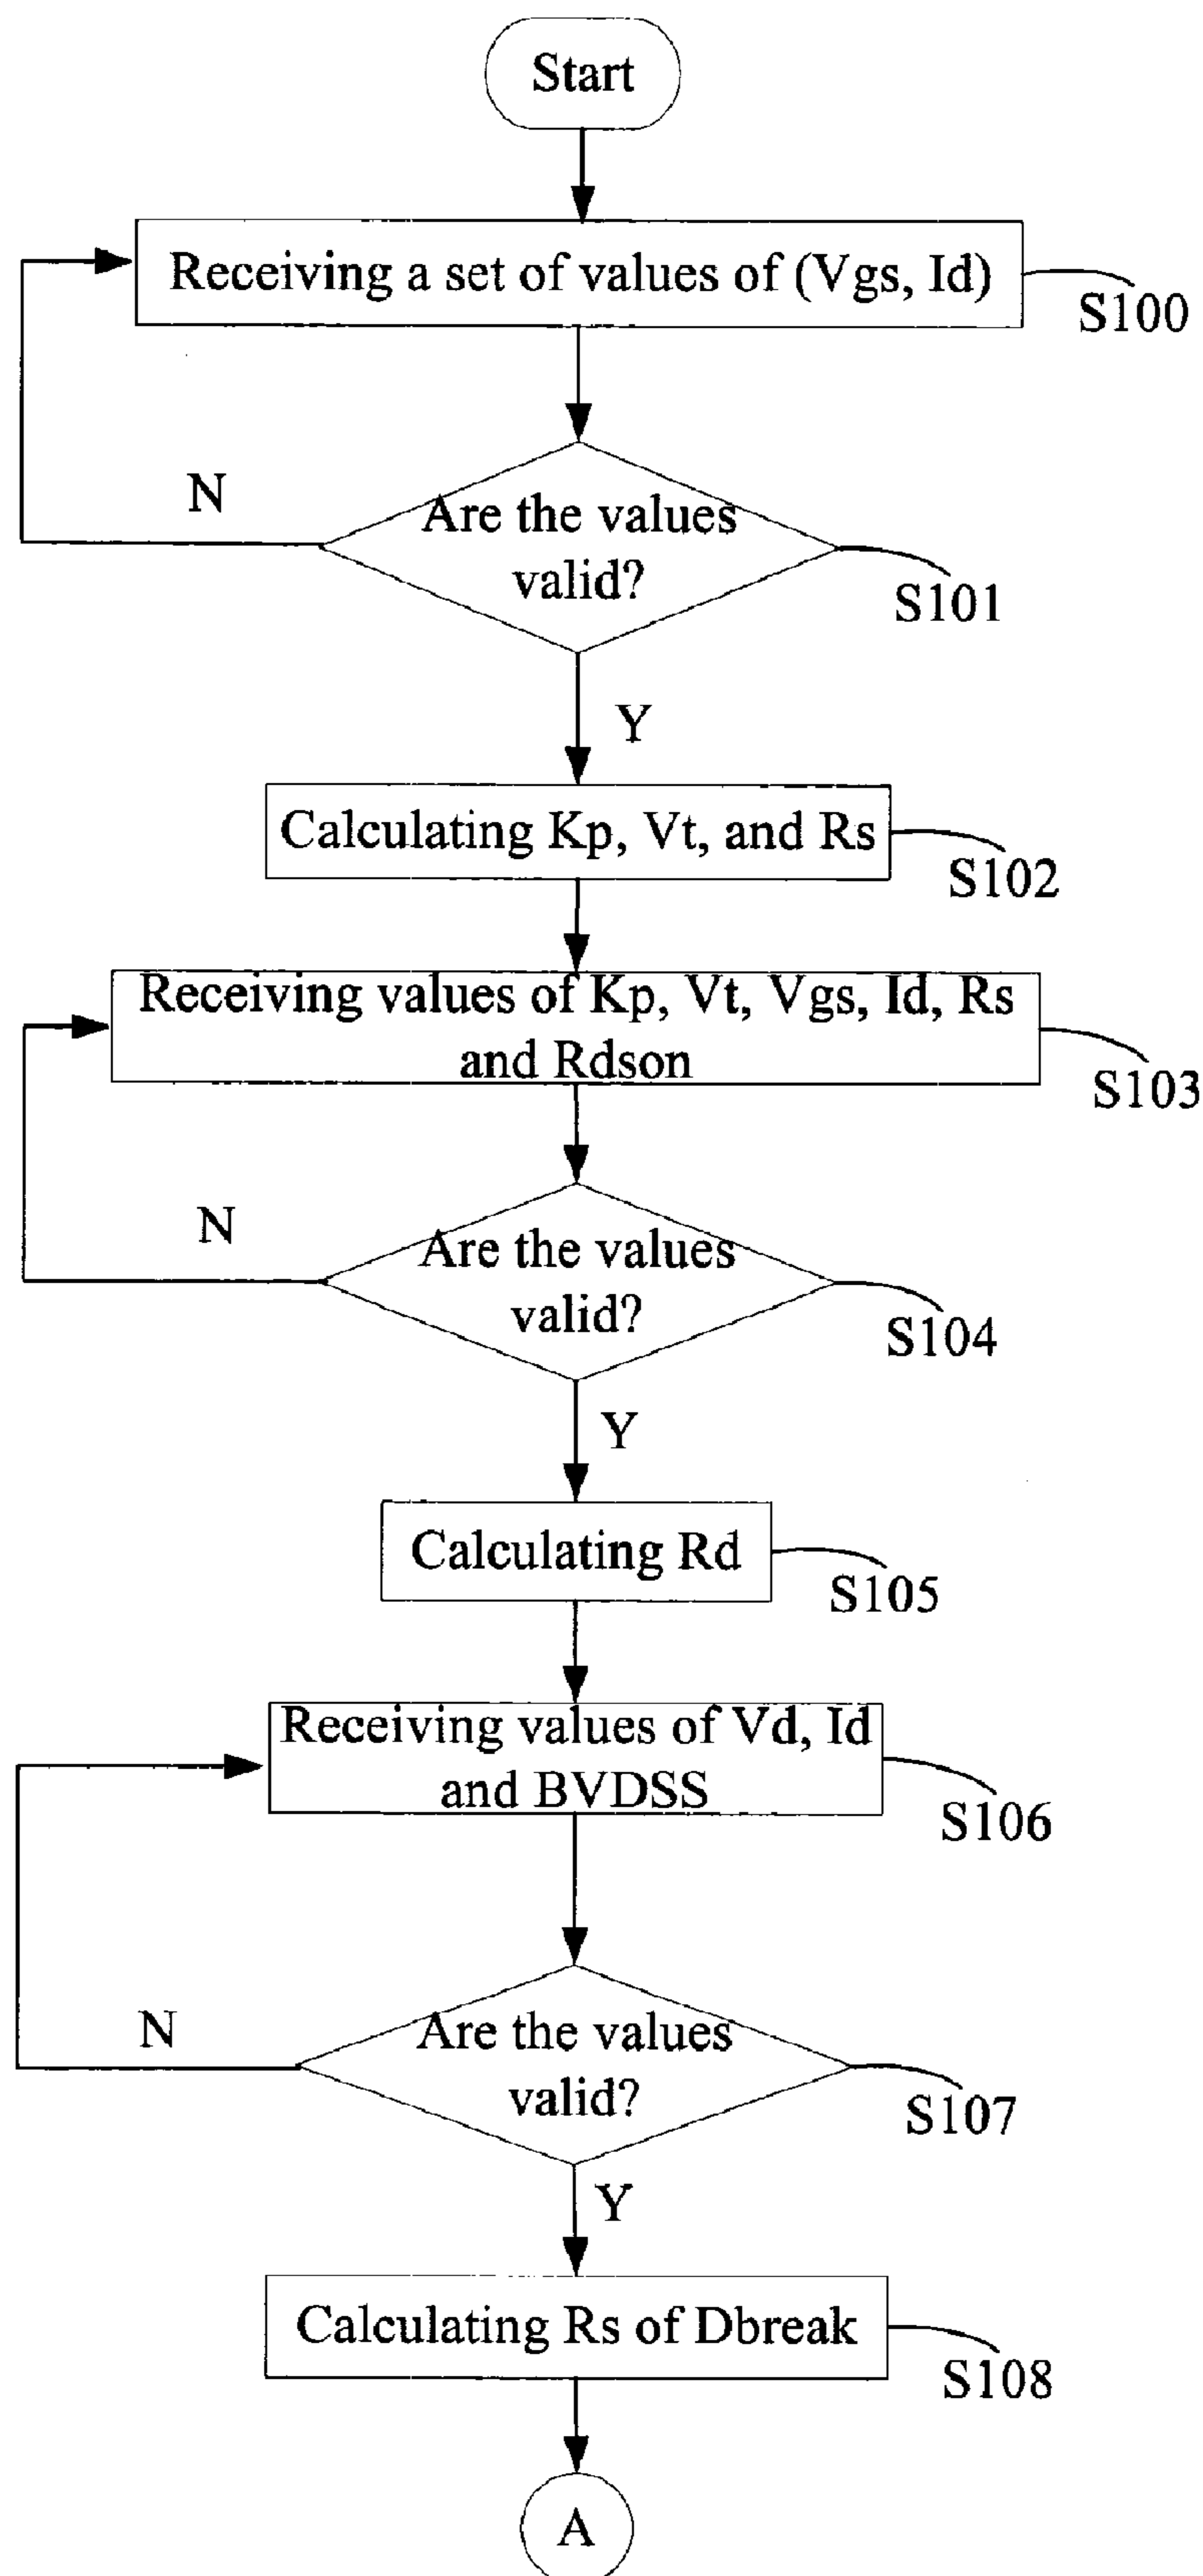 Start
Receiving a set of values of (Vgs, Id)
S100
N
Are the values
valid?
S101
Y
Calculating Kp, Vt, and Rs
S102
Receiving values of Kp, Vt, Vgs, Id, Rs
and Rdson
S103
N
Are the values
valid?
S104
Y
Calculating Rd
S105
Receiving values of Vd, Id
and BVDSS
S106
N
Are the values
valid?
S107
Y
Calculating Rs of Dbreak
S108
A